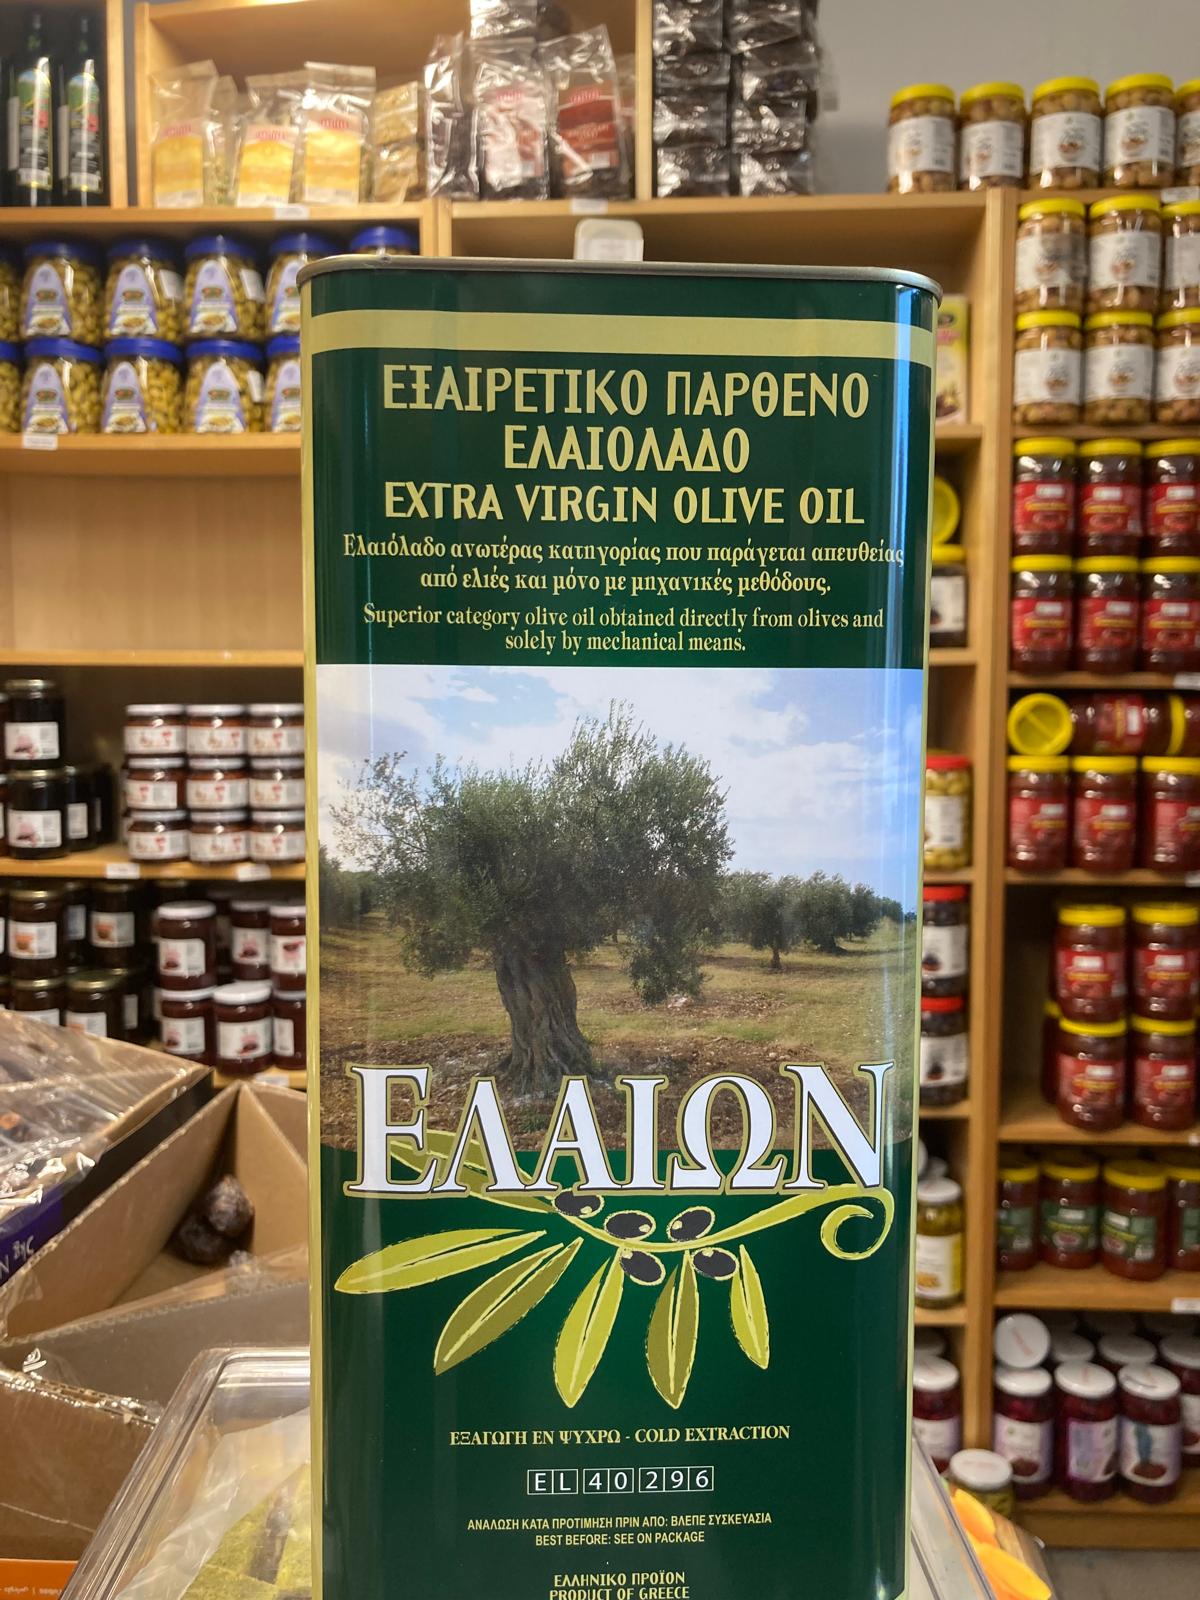 ΕΞΑΙΡΕΤΙΚΟ ΠΑΡΘΕΝΟ
ΕΛΑΙΟΛΑΔΟ
EXTRA VIRGIN OLIVE OIL
Ελαιόλαδο ανωτέρας κατηγορίας που παράγεται απευθείας
από ελιές και μόνο με μηχανικές μεθόδους.
Superior category olive oil obtained directly from olives and
solely by mechanical means.
ΕΛΑΙΩΝ
ΕΞΑΓΩΓΗ ΕΝ ΨΥΧΡΩ - COLD EXTRACTION
EL 40 296
ΑΝΑΛΩΣΗ ΚΑΤΑ ΠΡΟΤΙΜΗΣΗ ΠΡΙΝ ΑΠΟ: ΒΛΕΠΕ ΣΥΣΚΕΥΑΣΙΑ
BEST BEFORE: SEE ON PACKAGE
ΕΛΛΗΝΙΚΟ ΠΡΟΪΟΝ
PRODUCT OF GREECE